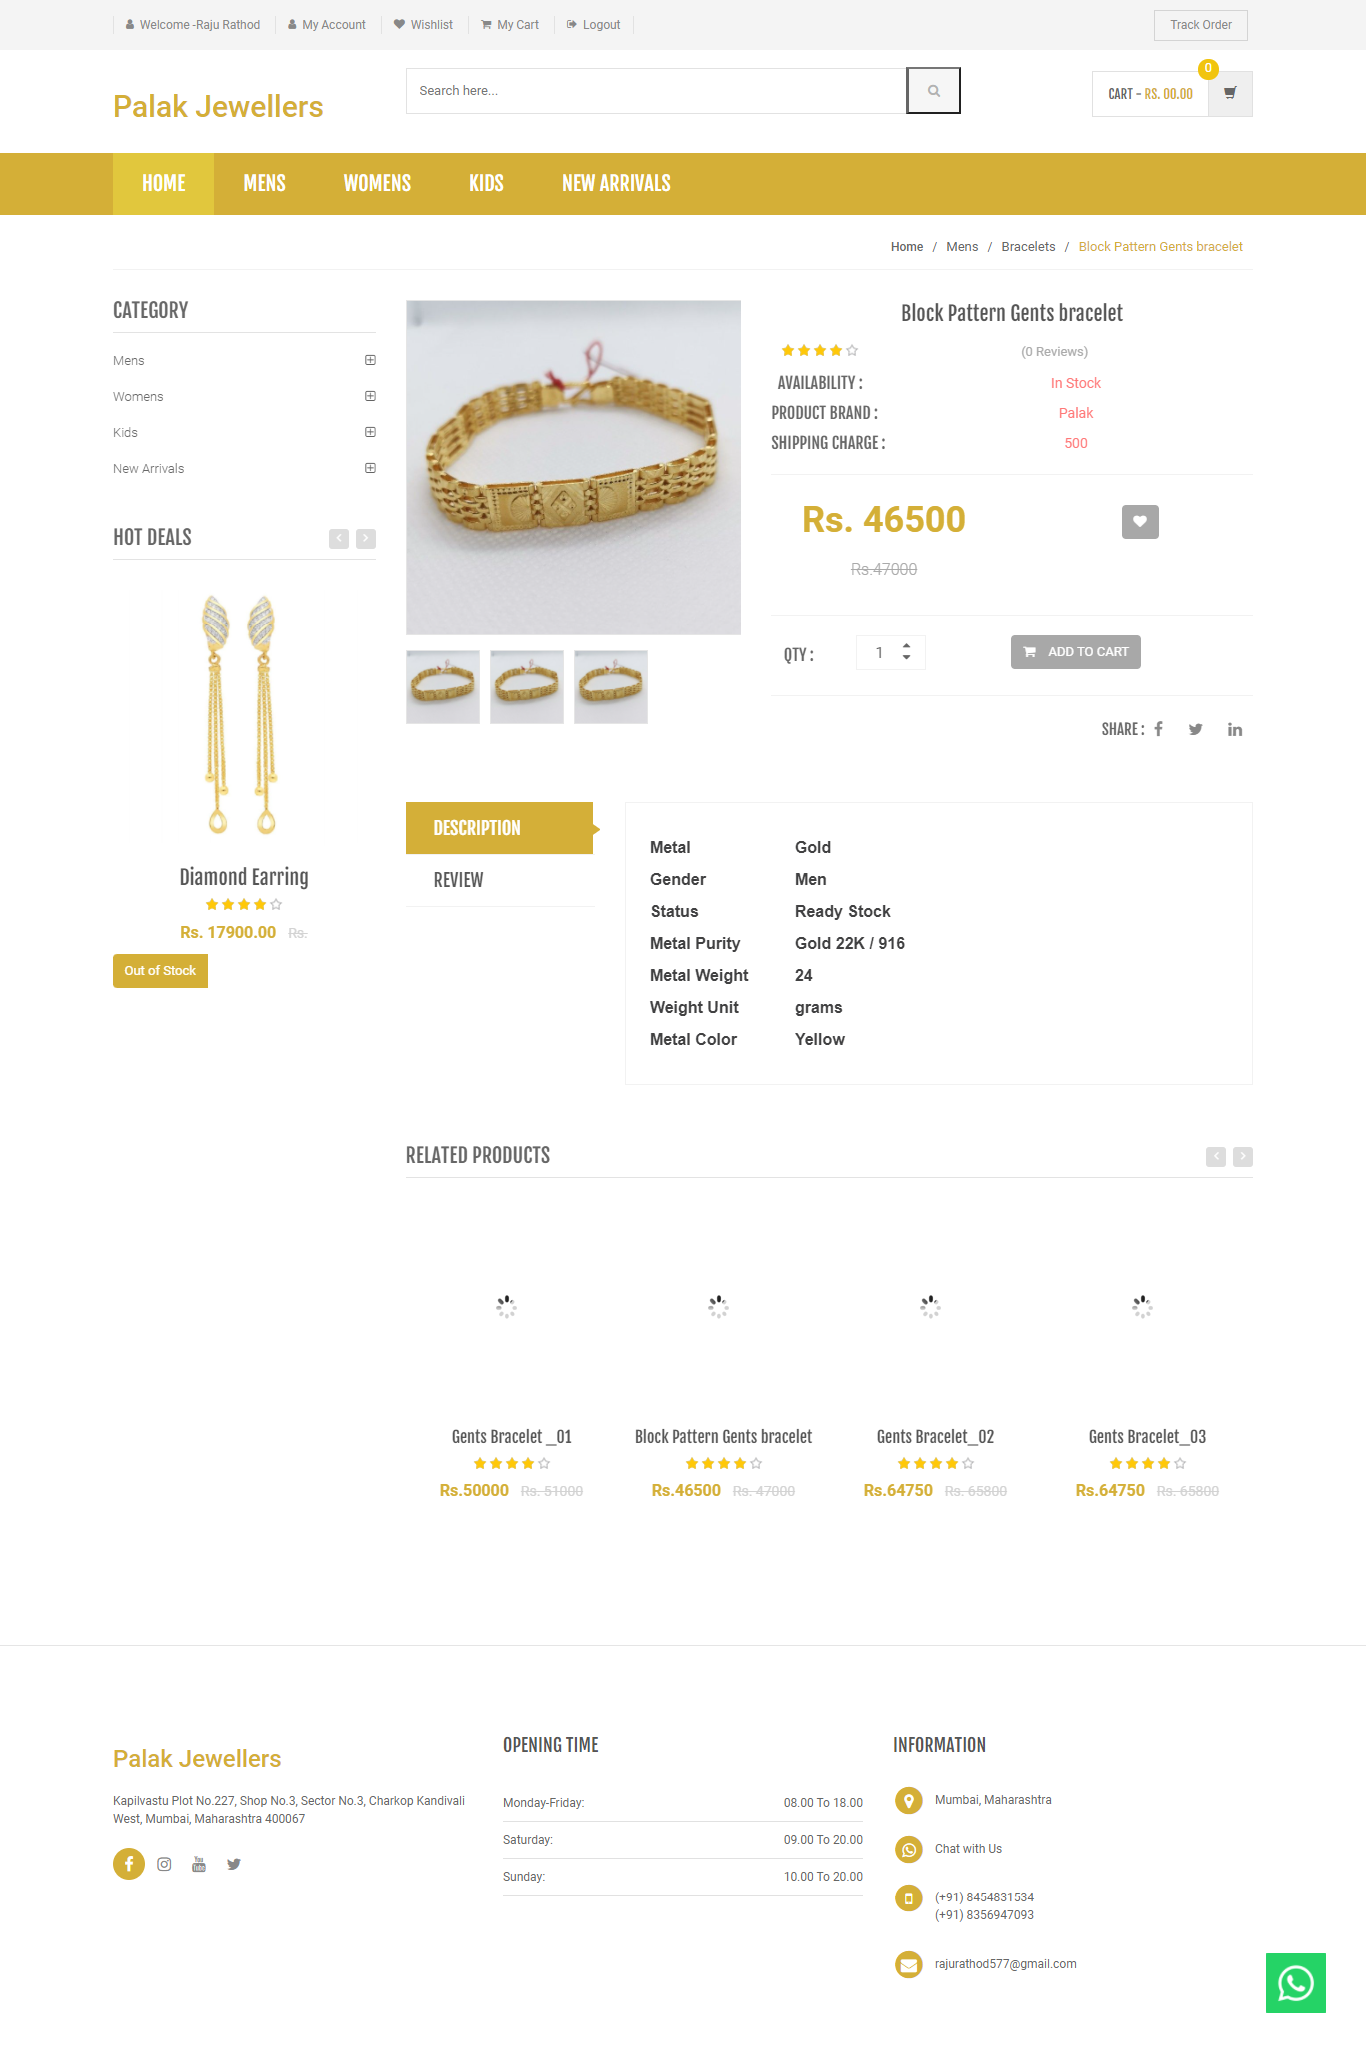 Welcome -Raju Rathod
My Account
Wishlist
My Cart
Logout
Track Order
Palak Jewellers
Search here...
0
CART - RS. 00.00
HOME
MENS
WOMENS
KIDS
NEW ARRIVALS
Home / Mens / Bracelets / Block Pattern Gents bracelet
CATEGORY
Mens
Womens
Kids
New Arrivals
HOT DEALS
Diamond Earring
Rs. 17900.00 Rs.
Out of Stock
Block Pattern Gents bracelet
(0 Reviews)
AVAILABILITY : In Stock
PRODUCT BRAND : Palak
SHIPPING CHARGE : 500
Rs. 46500
Rs.47000
QTY : 1
ADD TO CART
SHARE :
DESCRIPTION
REVIEW
Metal Gold
Gender Men
Status Ready Stock
Metal Purity Gold 22K / 916
Metal Weight 24
Weight Unit grams
Metal Color Yellow
RELATED PRODUCTS
Gents Bracelet _01
Rs.50000 Rs. 51000
Block Pattern Gents bracelet
Rs.46500 Rs. 47000
Gents Bracelet_02
Rs.64750 Rs. 65800
Gents Bracelet_03
Rs.64750 Rs. 65800
Palak Jewellers
Kapilvastu Plot No.227, Shop No.3, Sector No.3, Charkop Kandivali
West, Mumbai, Maharashtra 400067
You
Tube
OPENING TIME
Monday-Friday: 08.00 To 18.00
Saturday: 09.00 To 20.00
Sunday: 10.00 To 20.00
INFORMATION
Mumbai, Maharashtra
Chat with Us
(+91) 8454831534
(+91) 8356947093
rajurathod577@gmail.com